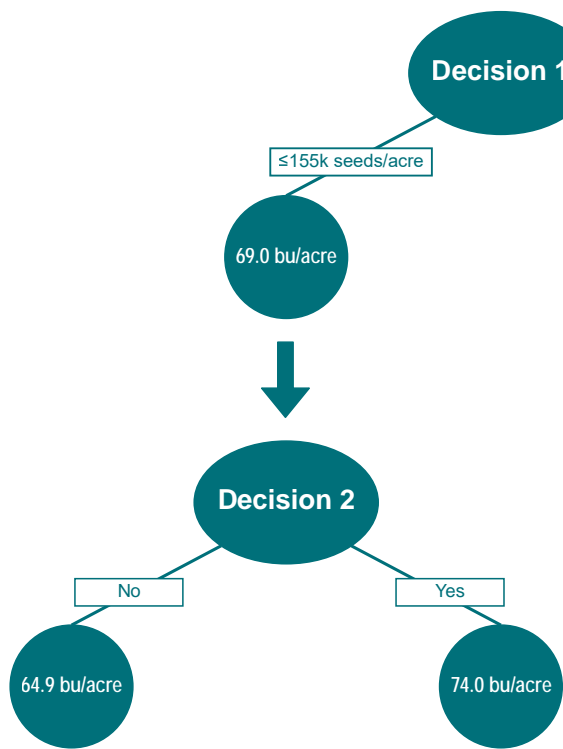 Decision 1
≤155k seeds/acre
69.0 bu/acre
Decision 2
No
Yes
64.9 bu/acre
74.0 bu/acre